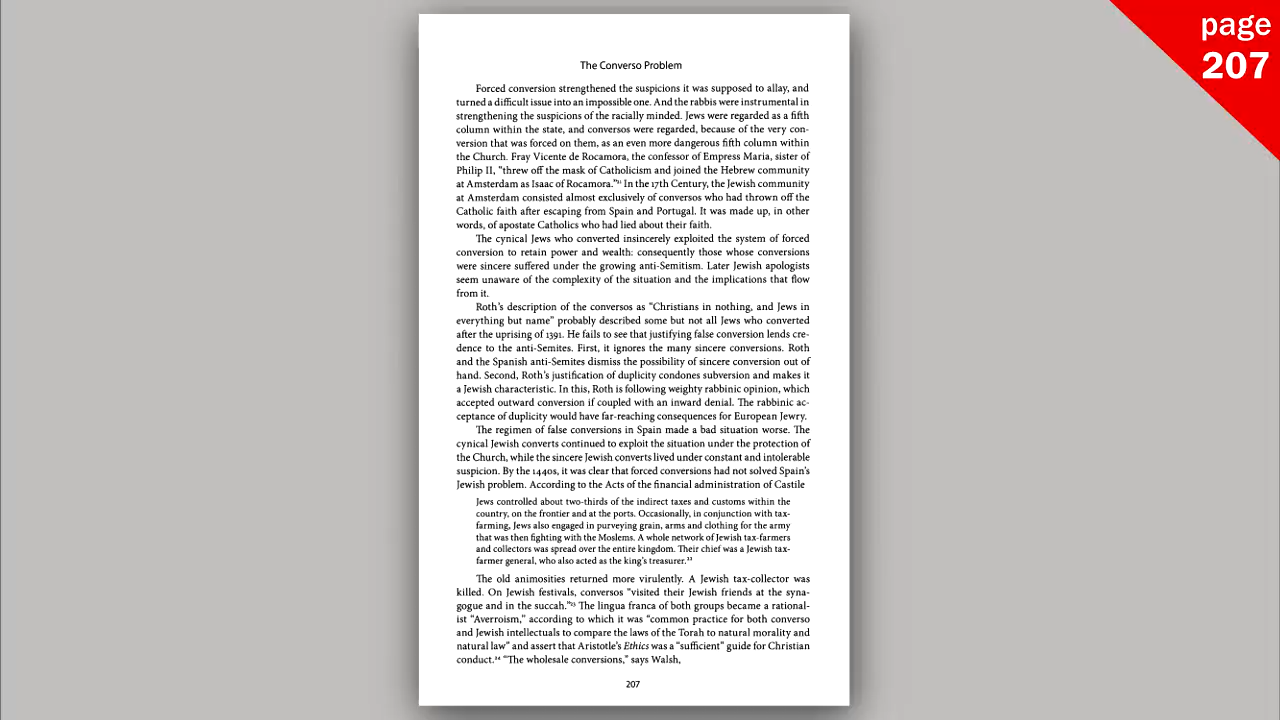 page
207
The Converso Problem
Forced conversion strengthened the suspicions it was supposed to allay, and
turned a difficult issue into an impossible one. And the rabbis were instrumental in
strengthening the suspicions of the racially minded. Jews were regarded as a fifth
column within the state, and conversos were regarded, because of the very con-
version that was forced on them, as an even more dangerous fifth column within
the Church. Fray Vicente de Rocamora, the confessor of Empress Maria, sister of
Philip II, "threw off the mask of Catholicism and joined the Hebrew community
at Amsterdam as Isaac of Rocamora."²¹ In the 17th Century, the Jewish community
at Amsterdam consisted almost exclusively of conversos who had thrown off the
Catholic faith after escaping from Spain and Portugal. It was made up, in other
words, of apostate Catholics who had lied about their faith.
The cynical Jews who converted insincerely exploited the system of forced
conversion to retain power and wealth: consequently those whose conversions
were sincere suffered under the growing anti-Semitism. Later Jewish apologists
seem unaware of the complexity of the situation and the implications that flow
from it.
Roth's description of the conversos as "Christians in nothing, and Jews in
everything but name" probably described some but not all Jews who converted
after the uprising of 1391. He fails to see that justifying false conversion lends cre-
dence to the anti-Semites. First, it ignores the many sincere conversions. Roth
and the Spanish anti-Semites dismiss the possibility of sincere conversion out of
hand. Second, Roth's justification of duplicity condones subversion and makes it
a Jewish characteristic. In this, Roth is following weighty rabbinic opinion, which
accepted outward conversion if coupled with an inward denial. The rabbinic ac-
ceptance of duplicity would have far-reaching consequences for European Jewry.
The regimen of false conversions in Spain made a bad situation worse. The
cynical Jewish converts continued to exploit the situation under the protection of
the Church, while the sincere Jewish converts lived under constant and intolerable
suspicion. By the 1440s, it was clear that forced conversions had not solved Spain's
Jewish problem. According to the Acts of the financial administration of Castile
Jews controlled about two-thirds of the indirect taxes and customs within the
country, on the frontier and at the ports. Occasionally, in conjunction with tax-
farming, Jews also engaged in purveying grain, arms and clothing for the army
that was then fighting with the Moslems. A whole network of Jewish tax-farmers
and collectors was spread over the entire kingdom. Their chief was a Jewish tax-
farmer general, who also acted as the king's treasurer.²²
The old animosities returned more virulently. A Jewish tax-collector was
killed. On Jewish festivals, conversos "visited their Jewish friends at the syna-
gogue and in the succah."²³ The lingua franca of both groups became a rational-
ist "Averroism," according to which it was "common practice for both converso
and Jewish intellectuals to compare the laws of the Torah to natural morality and
natural law" and assert that Aristotle's Ethics was a "sufficient" guide for Christian
conduct.²⁴ "The wholesale conversions," says Walsh,
207